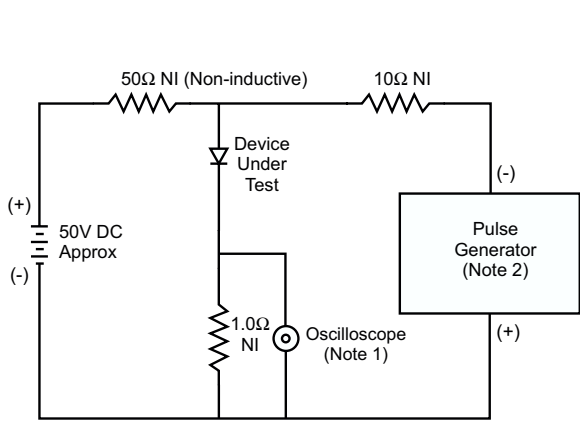 50Ω NI (Non-inductive)
10Ω NI
Device
Under
Test
(+)
50V DC
Approx
(-)
(-)
Pulse
Generator
(Note 2)
(+)
1.0Ω
NI
Oscilloscope
(Note 1)